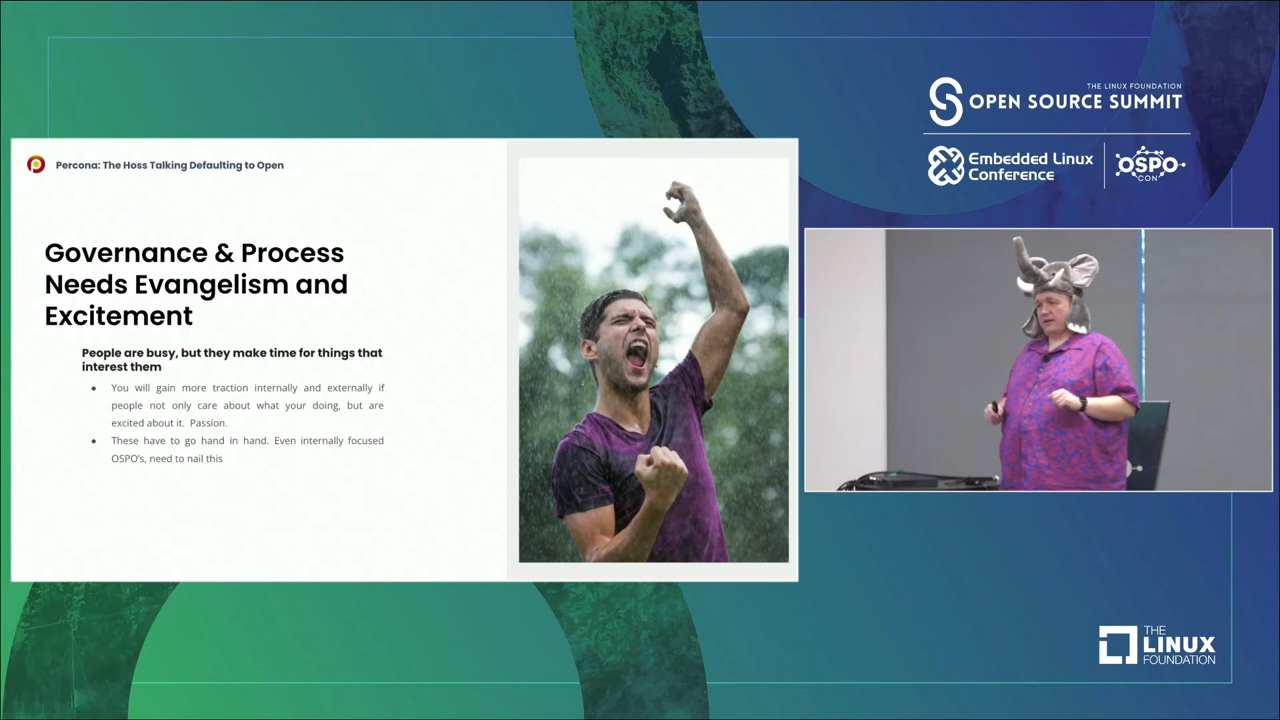 THE LINUX FOUNDATION
OPEN SOURCE SUMMIT
Embedded Linux
Conference
OSPO
CON
Percona: The Hoss Talking Defaulting to Open
Governance & Process
Needs Evangelism and
Excitement
People are busy, but they make time for things that
interest them
● You will gain more traction internally and externally if
people not only care about what your doing, but are
excited about it. Passion.
● These have to go hand in hand. Even internally focused
OSPO's, need to nail this
THE
LINUX
FOUNDATION